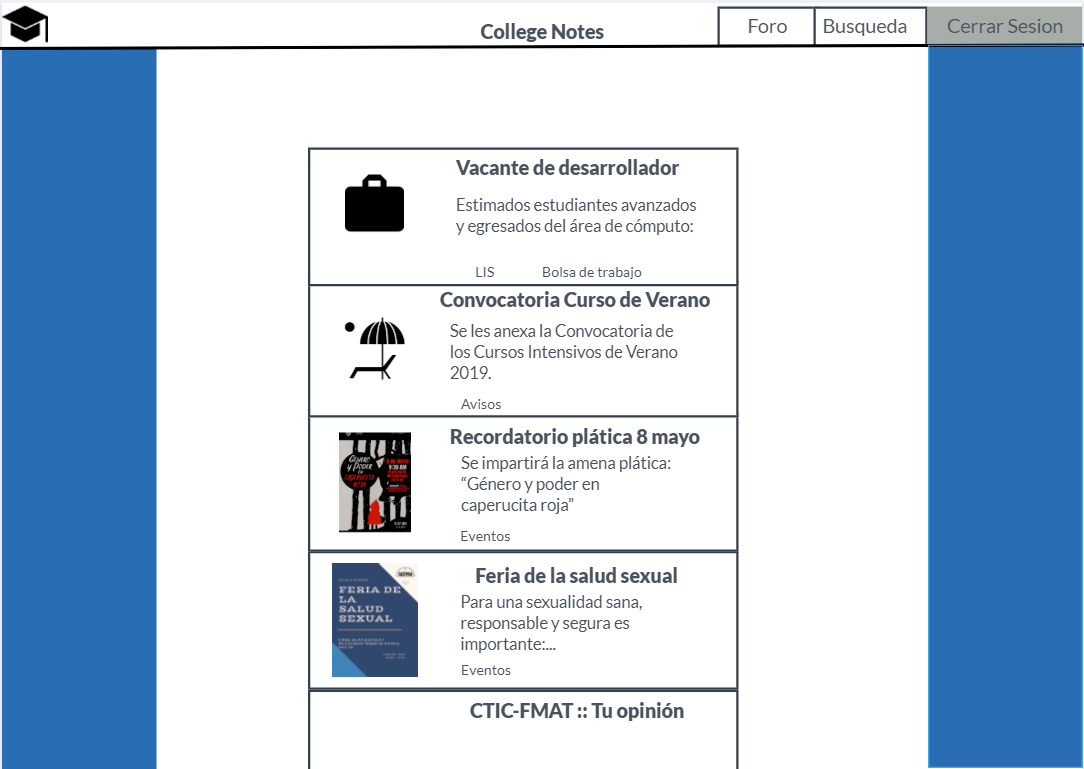 College Notes
Foro
Busqueda
Cerrar Sesion
Vacante de desarrollador
Estimados estudiantes avanzados
y egresados del área de cómputo:
LIS
Bolsa de trabajo
Convocatoria Curso de Verano
Se les anexa la Convocatoria de
los Cursos Intensivos de Verano
2019.
Avisos
GÉNERO
y PODER
EN
CAPERUCITA
ROJA
Recordatorio plática 8 mayo
Se impartirá la amena plática:
“Género y poder en
caperucita roja”
Eventos
FERIA DE
LA
SALUD
SEXUAL
Feria de la salud sexual
Para una sexualidad sana,
responsable y segura es
importante:...
Eventos
CTIC-FMAT :: Tu opinión